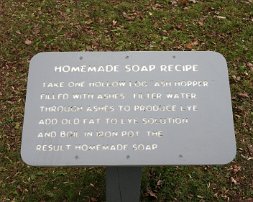 HOMEMADE SOAP RECIPE
TAKE ONE HOLLOW LOG ASH HOPPER
FILLED WITH ASHES. FILTER WATER
THROUGH ASHES TO PRODUCE LYE
ADD OLD FAT TO LYE SOLUTION
AND BOIL IN IRON POT. THE
RESULT HOMEMADE SOAP